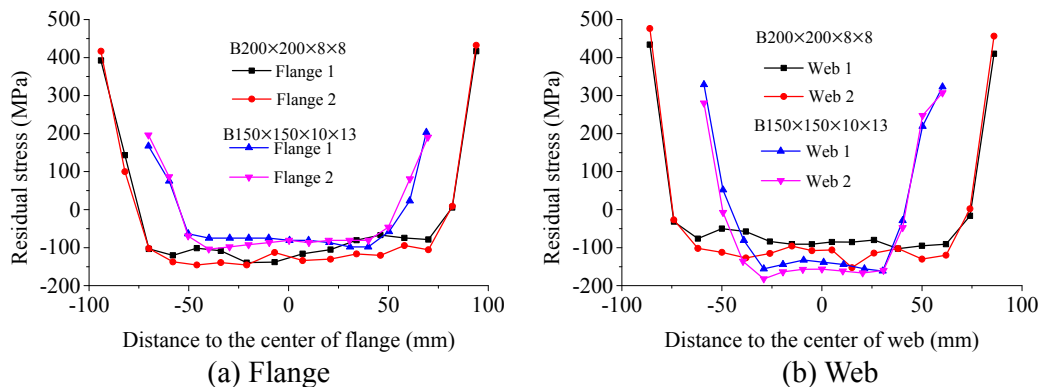 500
400
300
200
100
0
-100
-200
-100
-50
0
50
100
Residual stress (MPa)
Distance to the center of flange (mm)
B200×200×8×8
Flange 1
Flange 2
B150×150×10×13
Flange 1
Flange 2
(a) Flange
500
400
300
200
100
0
-100
-200
-100
-50
0
50
100
Residual stress (MPa)
Distance to the center of web (mm)
B200×200×8×8
Web 1
Web 2
B150×150×10×13
Web 1
Web 2
(b) Web